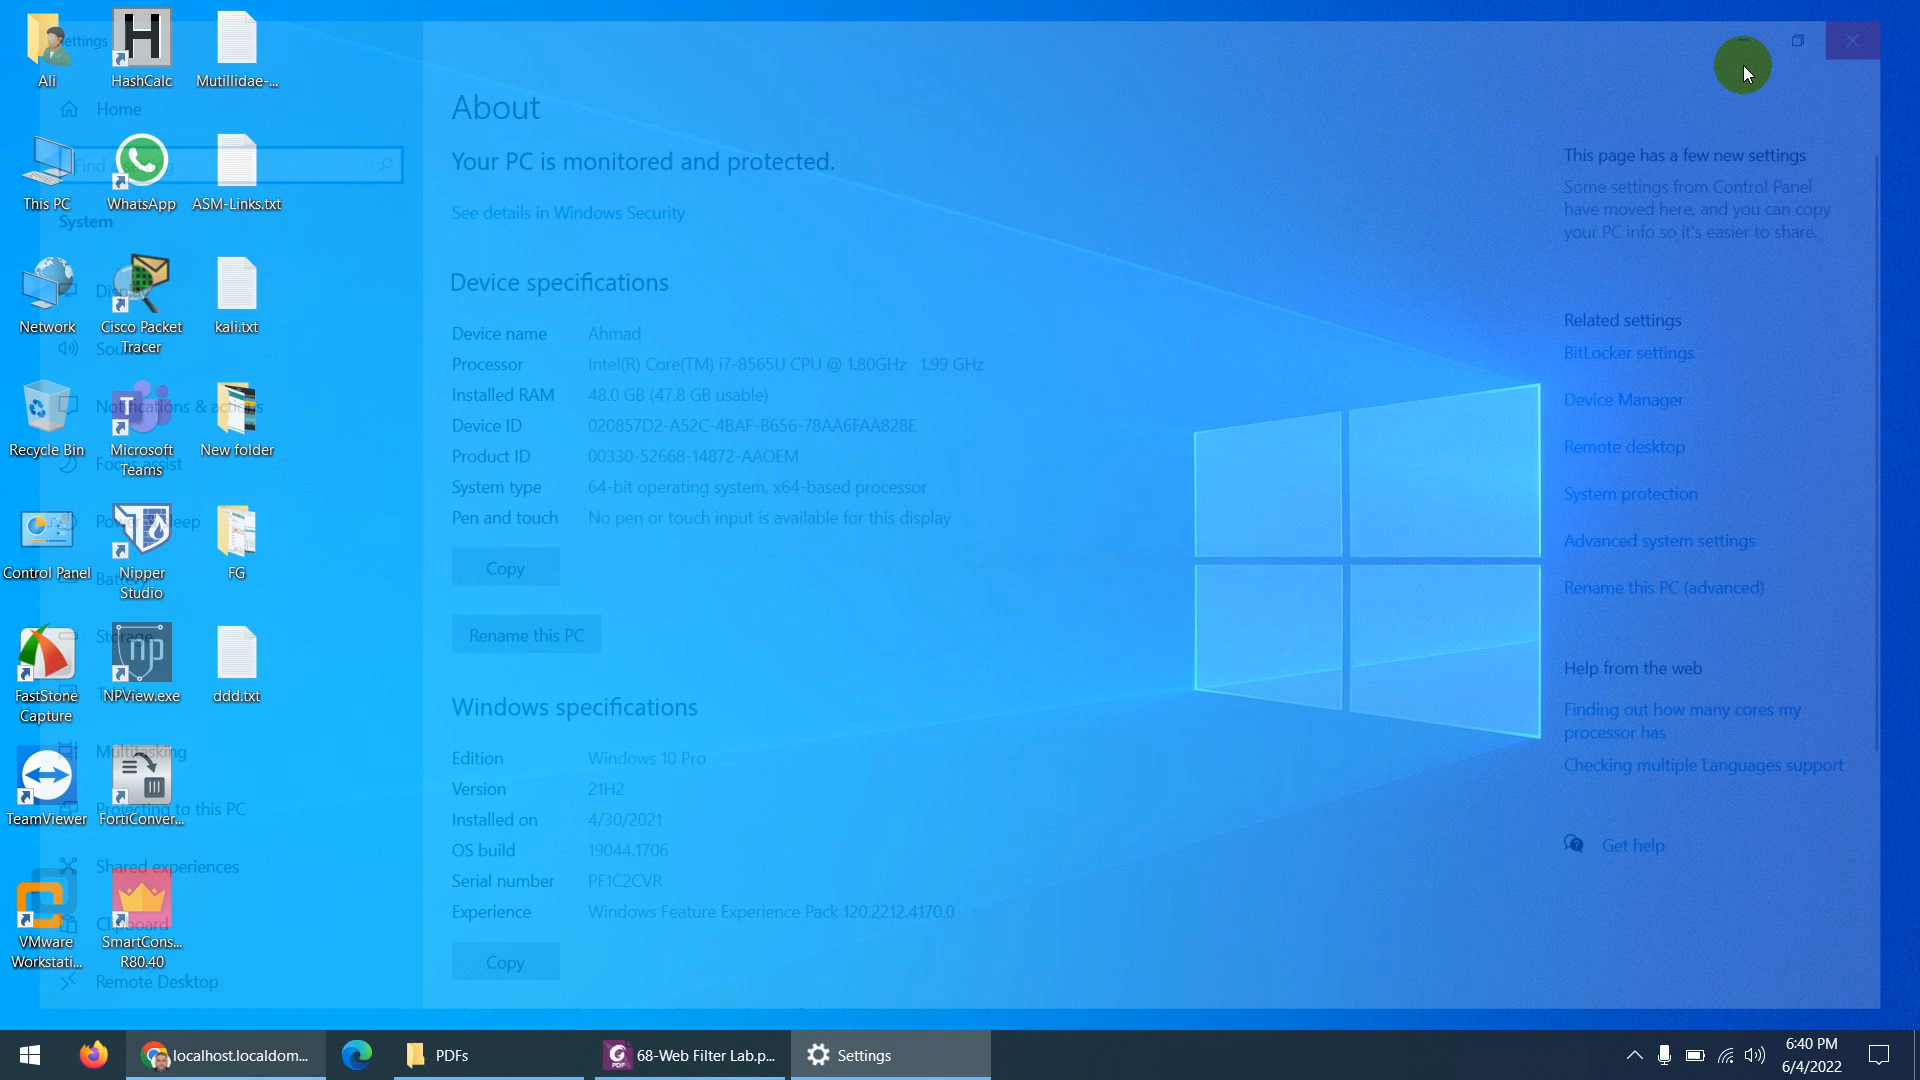 Ali
HashCalc
Mutillidae-...
This PC
WhatsApp
ASM-Links.txt
Network
Cisco Packet
Tracer
kali.txt
Recycle Bin
Microsoft
Teams
New folder
Control Panel
Nipper
Studio
FG
FastStone
Capture
NPView.exe
ddd.txt
TeamViewer
FortiConver...
VMware
Workstati...
SmartCons...
R80.40
Settings
Home
Find a setting
System
Display
Sound
Notifications & actions
Focus assist
Power & sleep
Battery
Storage
Multitasking
Projecting to this PC
Shared experiences
Clipboard
Remote Desktop
About
Your PC is monitored and protected.
See details in Windows Security
Device specifications
Device name Ahmad
Processor Intel(R) Core(TM) i7-8565U CPU @ 1.80GHz 1.99 GHz
Installed RAM 48.0 GB (47.8 GB usable)
Device ID 020857D2-A52C-4BAF-B656-78AA6FAA828E
Product ID 00330-52668-14872-AAOEM
System type 64-bit operating system, x64-based processor
Pen and touch No pen or touch input is available for this display
Copy
Rename this PC
Windows specifications
Edition Windows 10 Pro
Version 21H2
Installed on 4/30/2021
OS build 19044.1706
Serial number PF1C2CVR
Experience Windows Feature Experience Pack 120.2212.4170.0
Copy
This page has a few new settings
Some settings from Control Panel
have moved here, and you can copy
your PC info so it's easier to share.
Related settings
BitLocker settings
Device Manager
Remote desktop
System protection
Advanced system settings
Rename this PC (advanced)
Help from the web
Finding out how many cores my
processor has
Checking multiple Languages support
Get help
localhost.localdom...
PDFs
68-Web Filter Lab.p...
Settings
6:40 PM
6/4/2022